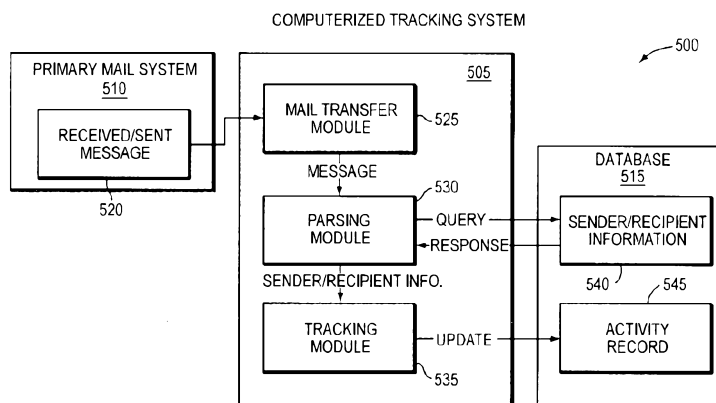 COMPUTERIZED TRACKING SYSTEM
500
PRIMARY MAIL SYSTEM
510
RECEIVED/SENT
MESSAGE
520
505
MAIL TRANSFER
MODULE
525
MESSAGE
530
PARSING
MODULE
QUERY
RESPONSE
SENDER/RECIPIENT INFO.
TRACKING
MODULE
535
UPDATE
DATABASE
515
SENDER/RECIPIENT
INFORMATION
540
545
ACTIVITY
RECORD